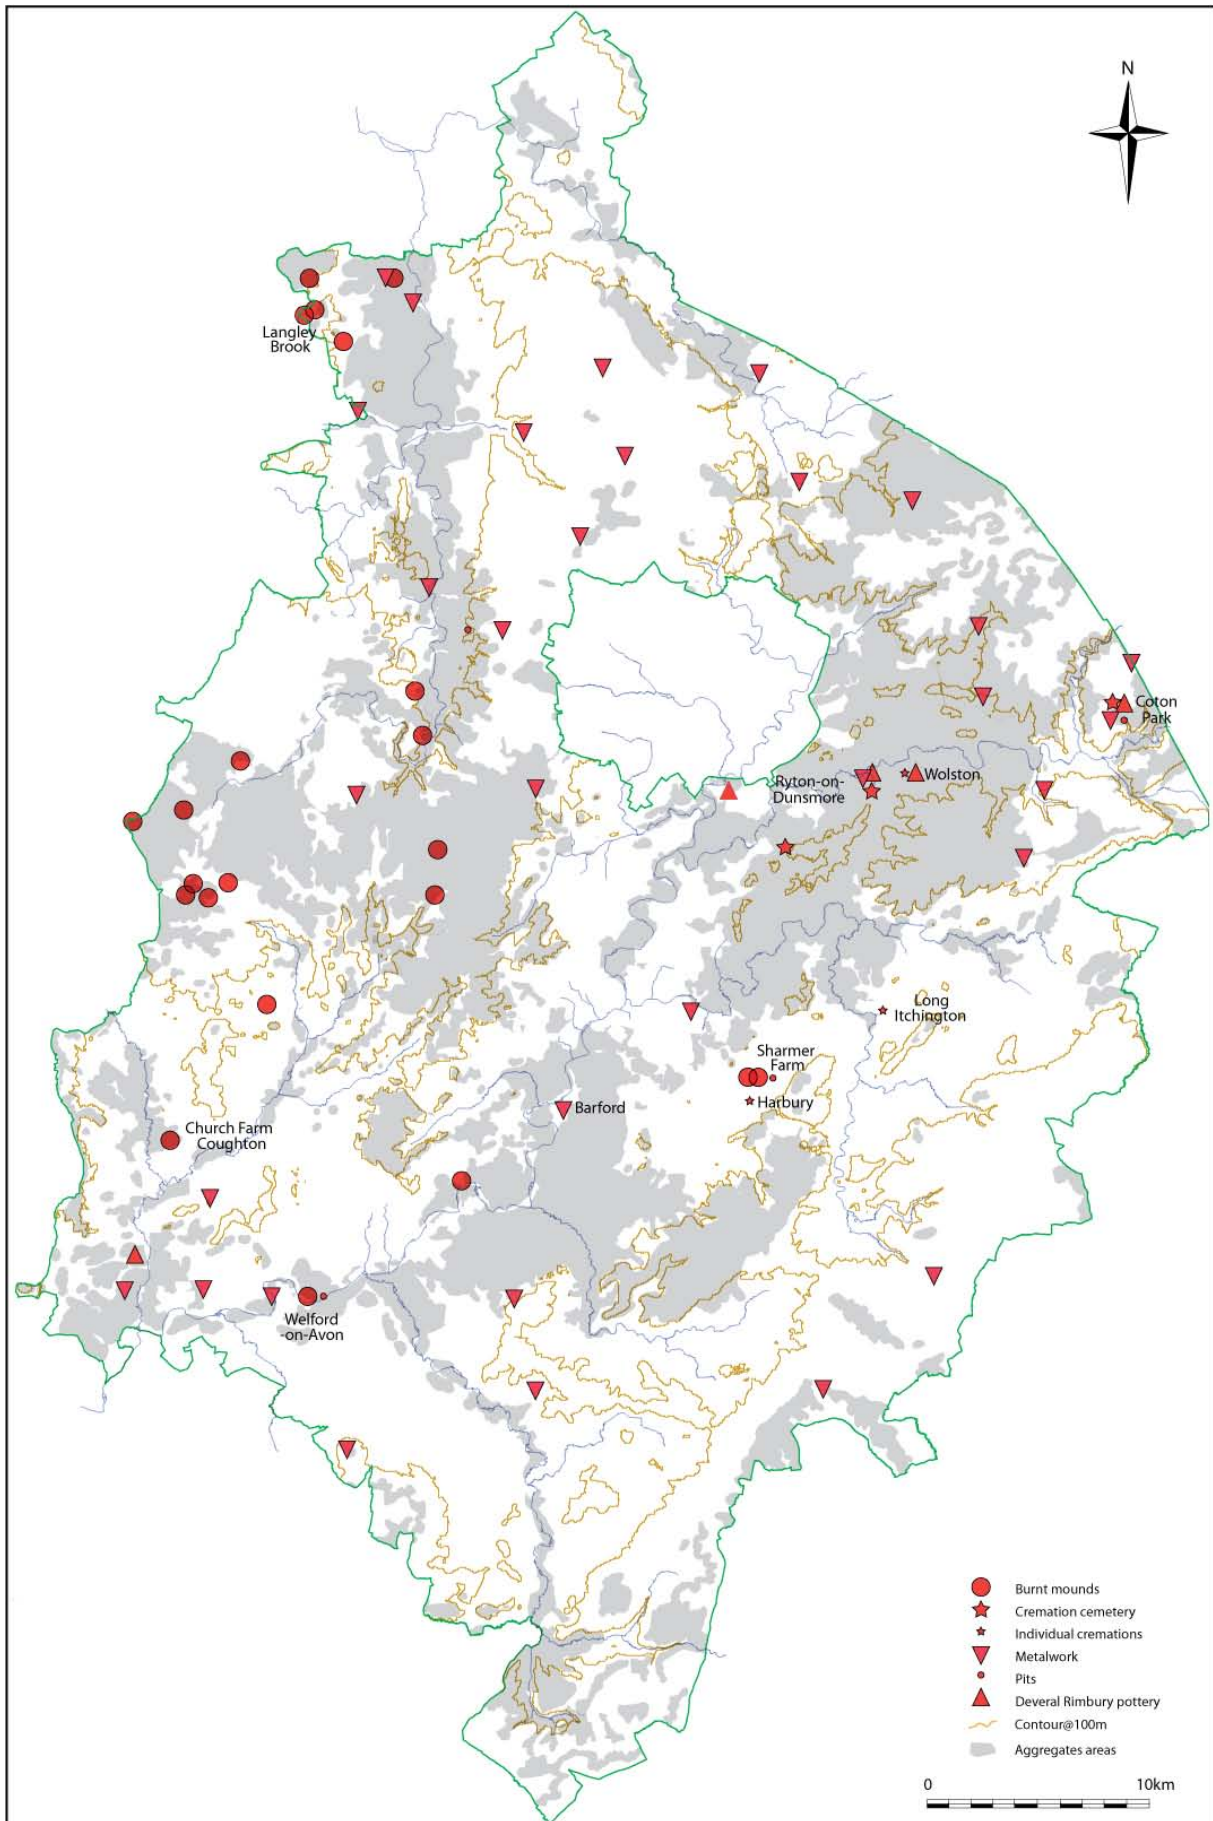 N
Langley
Brook
Coton
Park
Ryton-on-
Dunsmore
Wolston
Long
Itchington
Sharmer
Farm
Harbury
Barford
Church Farm
Coughton
Welford
-on-Avon
Burnt mounds
Cremation cemetery
Individual cremations
Metalwork
Pits
Deveral Rimbury pottery
Contour@100m
Aggregates areas
0 10km